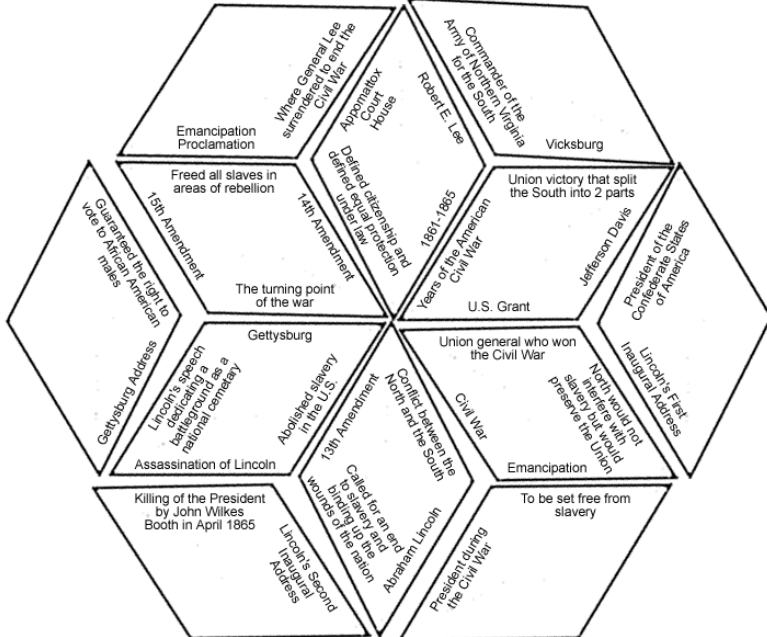 Where General Lee
surrendered to end the
Civil War
Emancipation
Proclamation
Appomattox
Court
House
Robert E. Lee
Defined citizenship and
defined equal protection
under law
1861-1865
Commander of the
Army of Northern Virginia
for the South
Vicksburg
Freed all slaves in
areas of rebellion
15th Amendment
14th Amendment
The turning point
of the war
Union victory that split
the South into 2 parts
Years of the American
Civil War
Jefferson Davis
U.S. Grant
Guaranteed the right to
vote to African American
males
Gettysburg Address
President of the
Confederate States
of America
Lincoln's First
Inaugural Address
Gettysburg
Lincoln's speech
dedicating a
battleground as a
national cemetary
Abolished slavery
in the U.S.
Assassination of Lincoln
Union general who won
the Civil War
Civil War
North would not
interfere with
slavery but would
preserve the Union
Emancipation
13th Amendment
Conflict between the
North and the South
Called for an end
to slavery and
binding up the
wounds of the nation
Abraham Lincoln
Killing of the President
by John Wilkes
Booth in April 1865
Lincoln's Second
Inaugural
Address
To be set free from
slavery
President during
the Civil War